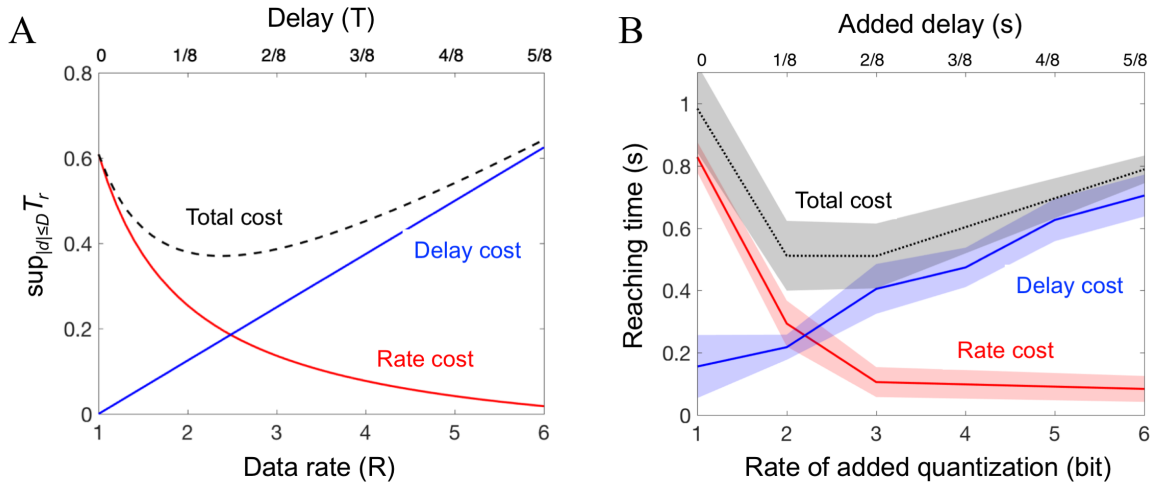 A
Delay (T)
0 1/8 2/8 3/8 4/8 5/8
0.8
0.6
0.4
0.2
0
sup|d|≤D Tr
Total cost
Delay cost
Rate cost
1 2 3 4 5 6
Data rate (R)
B
Added delay (s)
0 1/8 2/8 3/8 4/8 5/8
1
0.8
0.6
0.4
0.2
0
Reaching time (s)
Total cost
Delay cost
Rate cost
1 2 3 4 5 6
Rate of added quantization (bit)